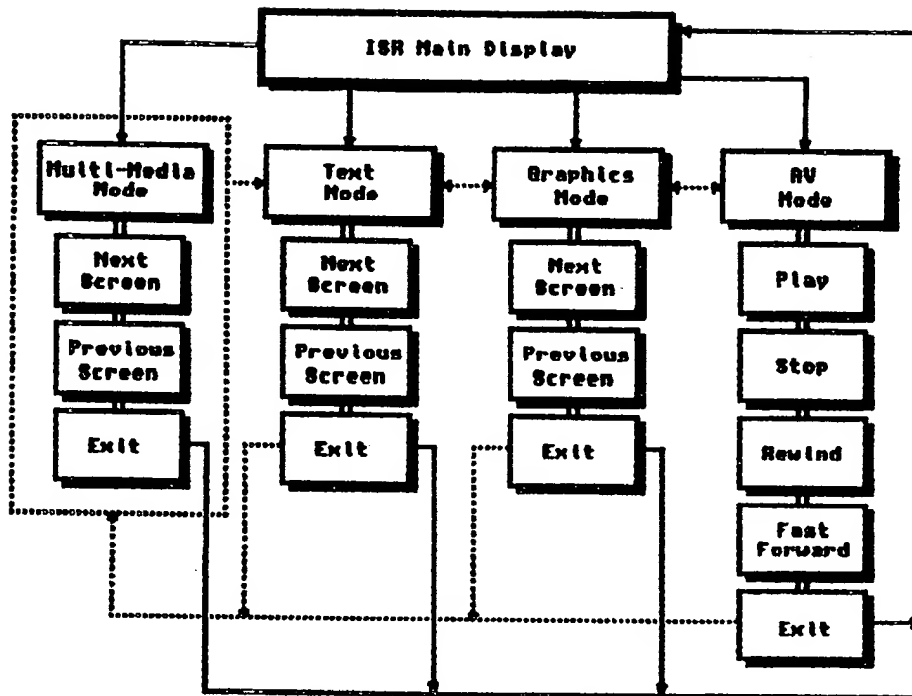 ISR Main Display
Multi-Media
Mode
Next
Screen
Previous
Screen
Exit
Text
Mode
Next
Screen
Previous
Screen
Exit
Graphics
Mode
Next
Screen
Previous
Screen
Exit
AV
Mode
Play
Stop
Rewind
Fast
Forward
Exit